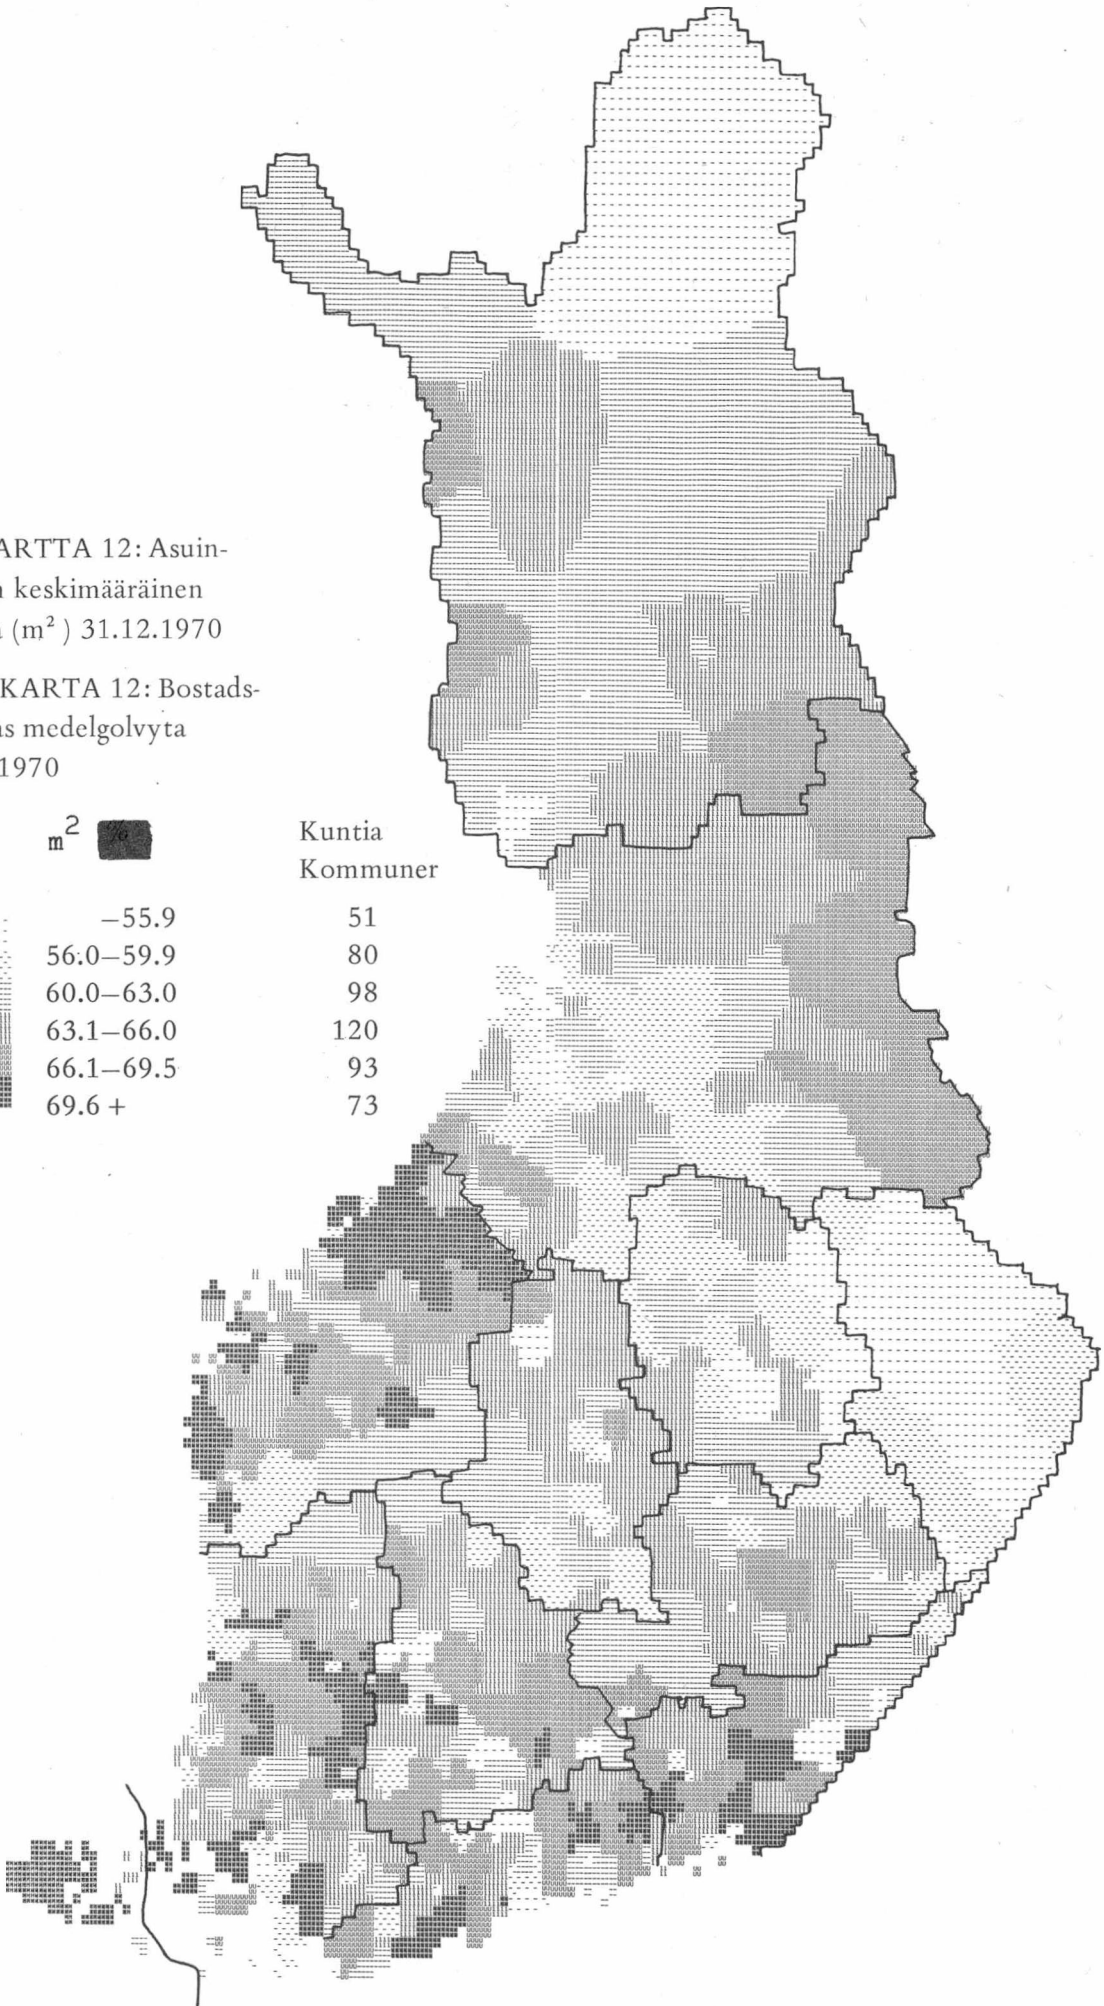 ARTTA 12: Asuin-
n keskimääräinen
a (m²) 31.12.1970
KARTA 12: Bostads-
as medelgolvyta
1970
m² %
Kuntia
Kommuner
–55.9 51
56.0–59.9 80
60.0–63.0 98
63.1–66.0 120
66.1–69.5 93
69.6 + 73